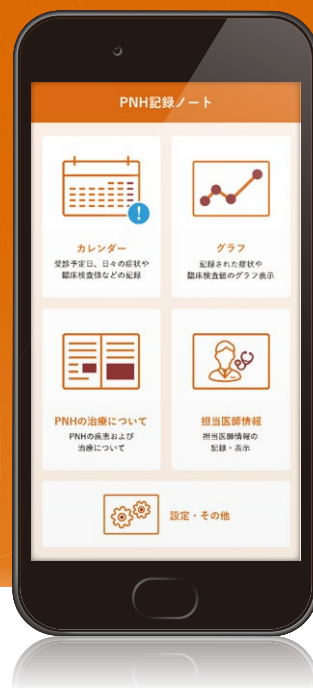 PNH記録ノート
カレンダー
受診予定日、日々の症状や
臨床検査値などの記録
グラフ
記録された症状や
臨床検査値のグラフ表示
PNHの治療について
PNHの疾患および
治療について
担当医師情報
担当医師情報の
記録・表示
設定・その他